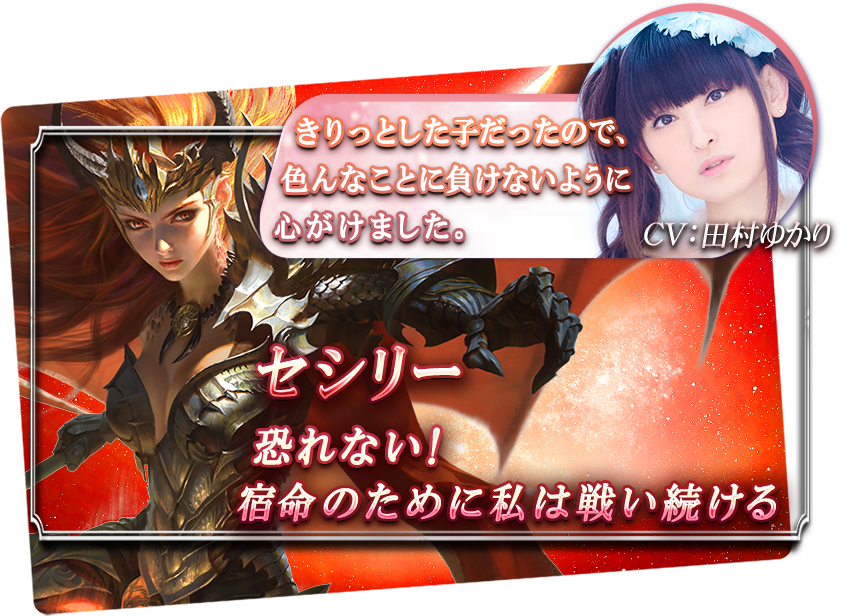 きりっとした子だったので、
色んなことに負けないように
心がけました。
CV：田村ゆかり
セシリー
恐れない！
宿命のために私は戦い続ける